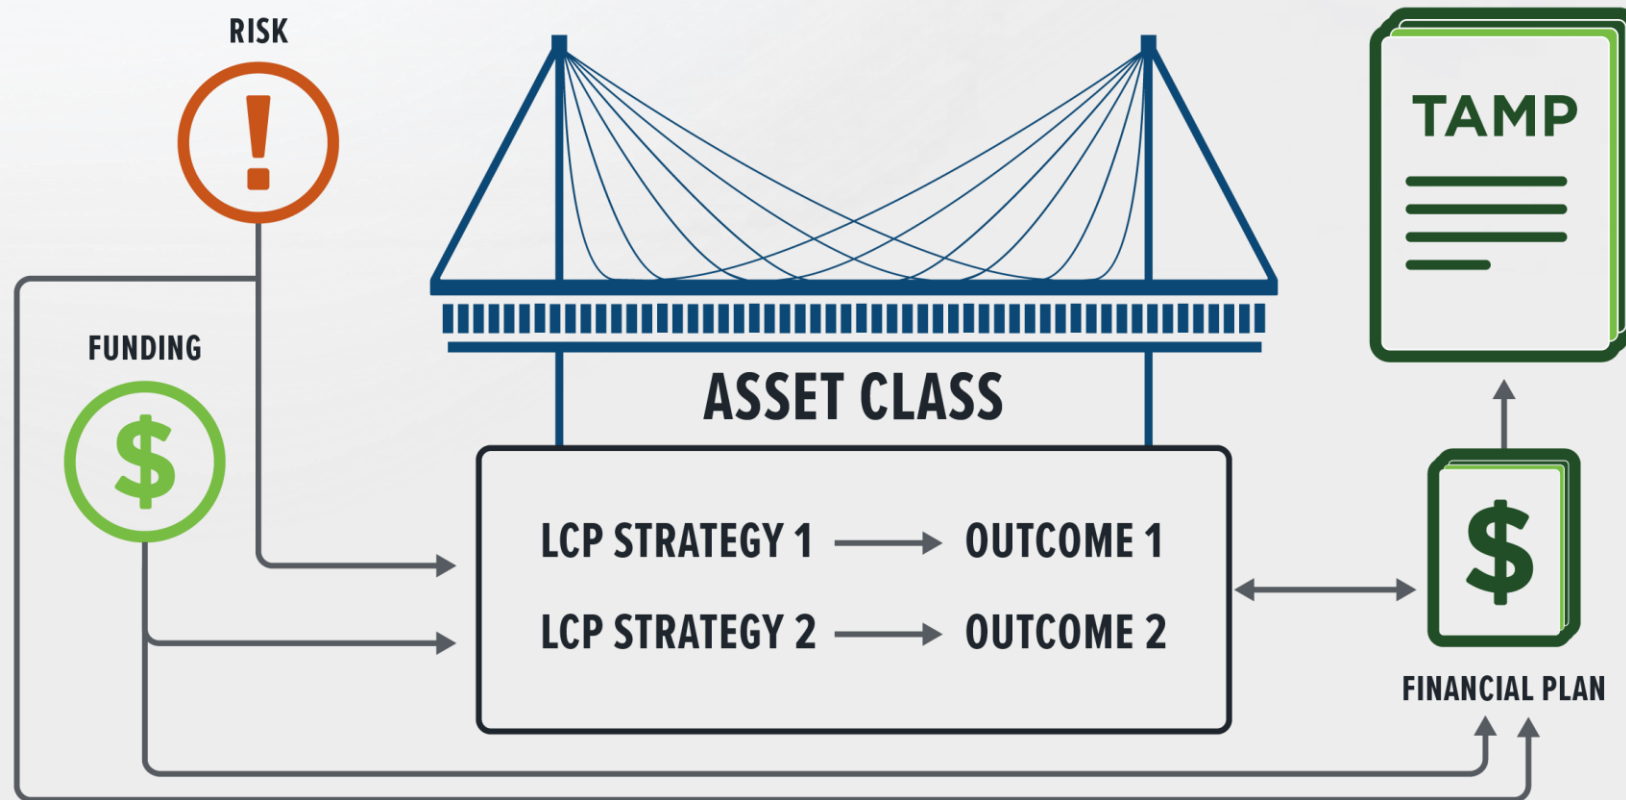 RISK
!
TAMP
FUNDING
$
ASSET CLASS
LCP STRATEGY 1 → OUTCOME 1
LCP STRATEGY 2 → OUTCOME 2
$
FINANCIAL PLAN